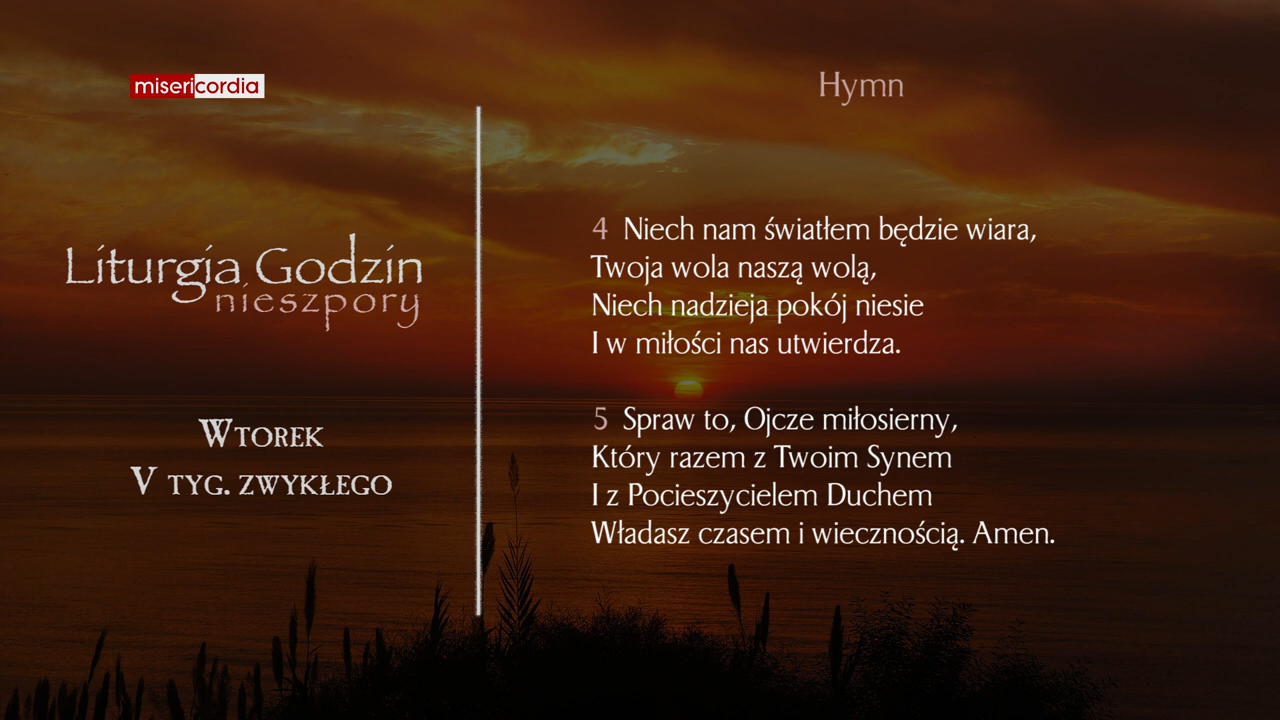 misericordia
Liturgia Godzin
nieszpory
Wtorek
V tyg. zwykłego
Hymn
4 Niech nam światłem będzie wiara,
Twoja wola naszą wolą,
Niech nadzieja pokój niesie
I w miłości nas utwierdza.
5 Spraw to, Ojcze miłosierny,
Który razem z Twoim Synem
I z Pocieszycielem Duchem
Władasz czasem i wiecznością. Amen.